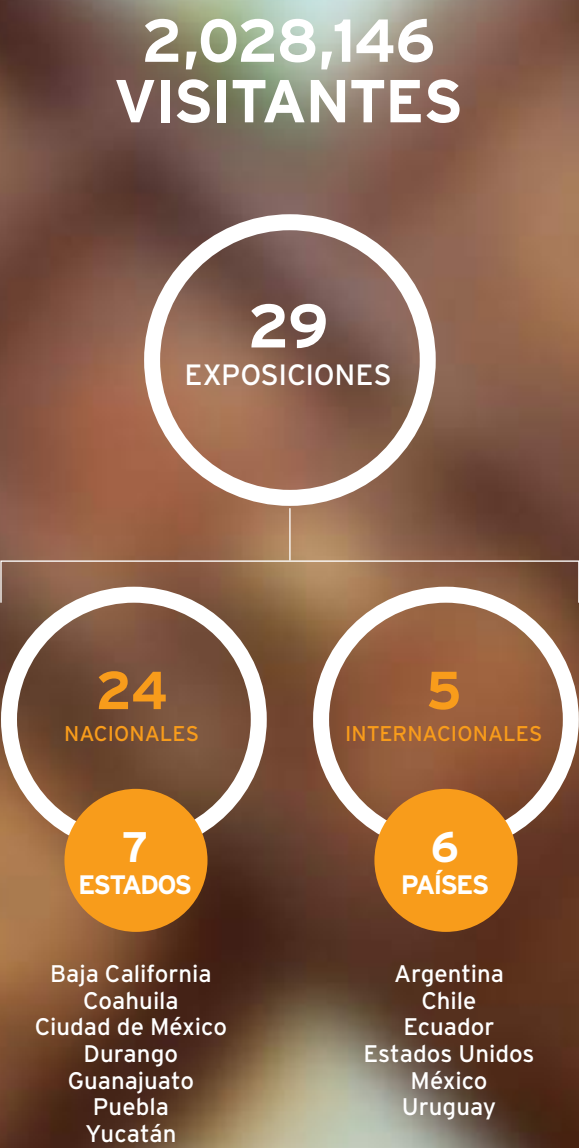 2,028,146
VISITANTES
29
EXPOSICIONES
24
NACIONALES
7
ESTADOS
Baja California
Coahuila
Ciudad de México
Durango
Guanajuato
Puebla
Yucatán
5
INTERNACIONALES
6
PAÍSES
Argentina
Chile
Ecuador
Estados Unidos
México
Uruguay